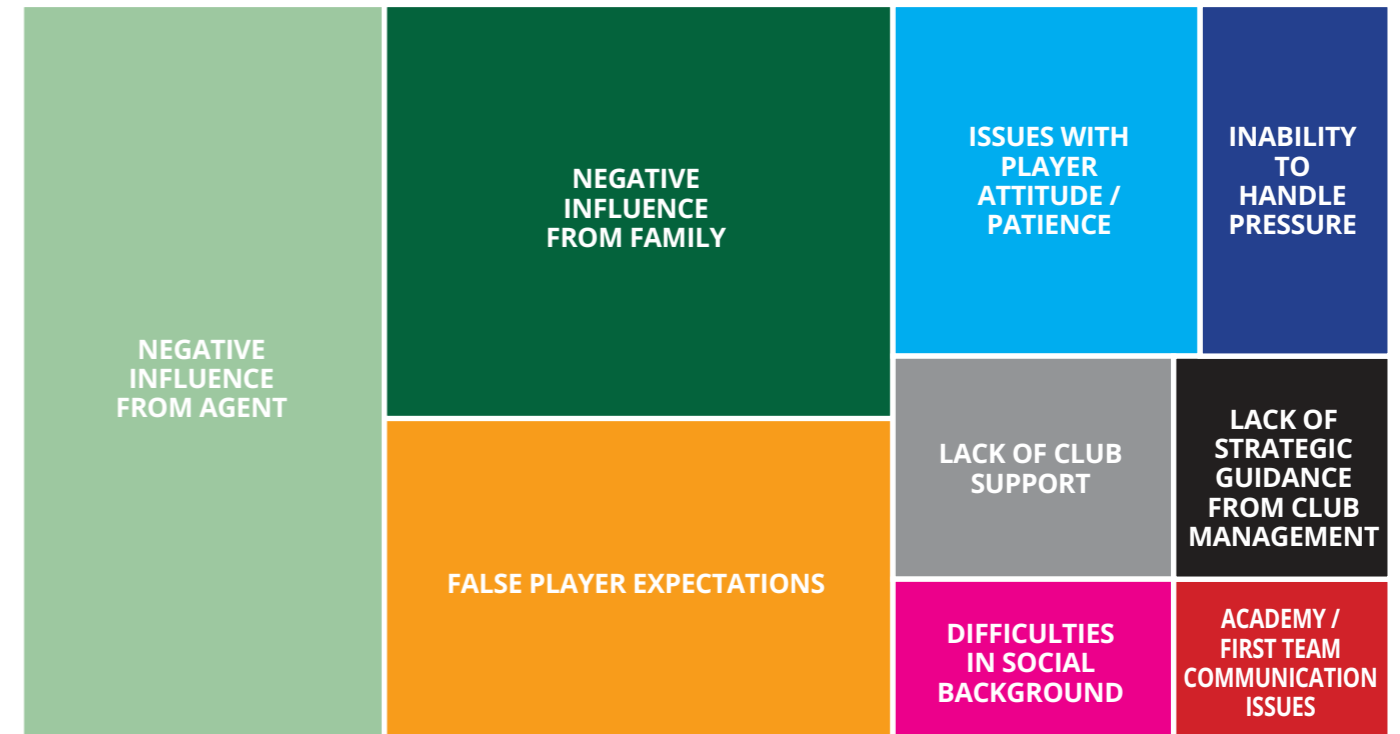 NEGATIVE
INFLUENCE
FROM AGENT
NEGATIVE
INFLUENCE
FROM FAMILY
FALSE PLAYER EXPECTATIONS
ISSUES WITH
PLAYER
ATTITUDE /
PATIENCE
INABILITY
TO
HANDLE
PRESSURE
LACK OF CLUB
SUPPORT
LACK OF
STRATEGIC
GUIDANCE
FROM CLUB
MANAGEMENT
DIFFICULTIES
IN SOCIAL
BACKGROUND
ACADEMY /
FIRST TEAM
COMMUNICATION
ISSUES